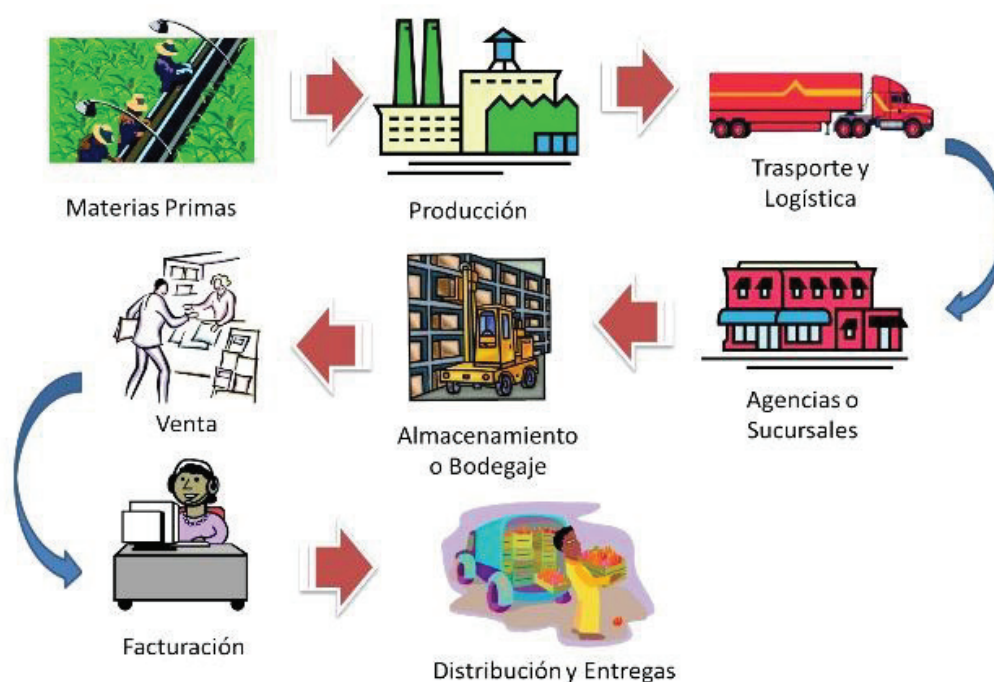 Materias Primas
Producción
Trasporte y
Logística
Agencias o
Sucursales
Almacenamiento
o Bodegaje
Venta
Facturación
Distribución y Entregas